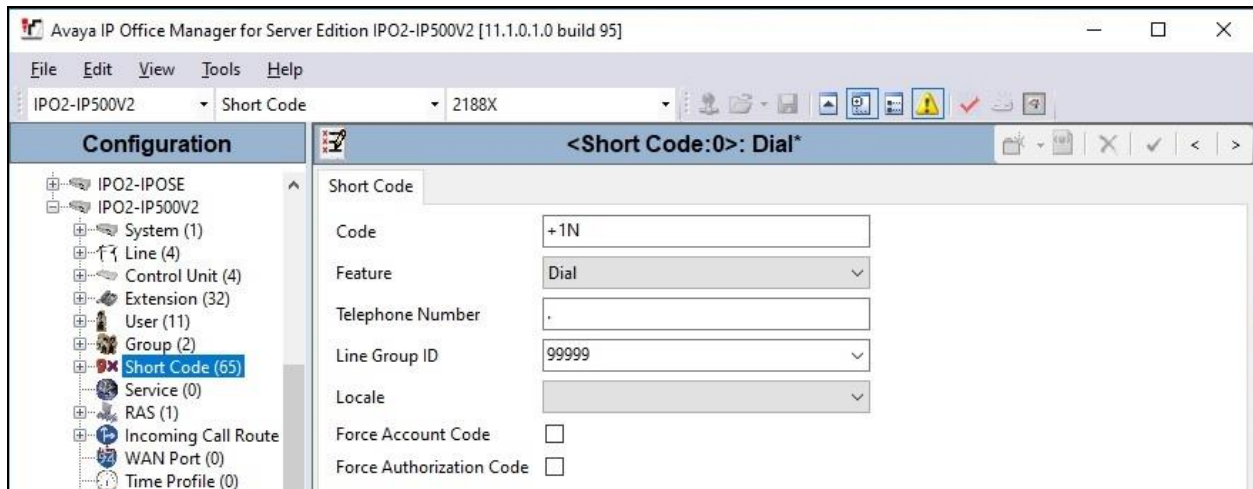 Avaya IP Office Manager for Server Edition IPO2-IP500V2 [11.1.0.1.0 build 95]
File Edit View Tools Help
IPO2-IP500V2 Short Code 2188X
Configuration
<Short Code:0>: Dial*
IPO2-IPOSE
IPO2-IP500V2
System (1)
Line (4)
Control Unit (4)
Extension (32)
User (11)
Group (2)
Short Code (65)
Service (0)
RAS (1)
Incoming Call Route
WAN Port (0)
Time Profile (0)
Short Code
Code +1N
Feature Dial
Telephone Number .
Line Group ID 99999
Locale
Force Account Code
Force Authorization Code